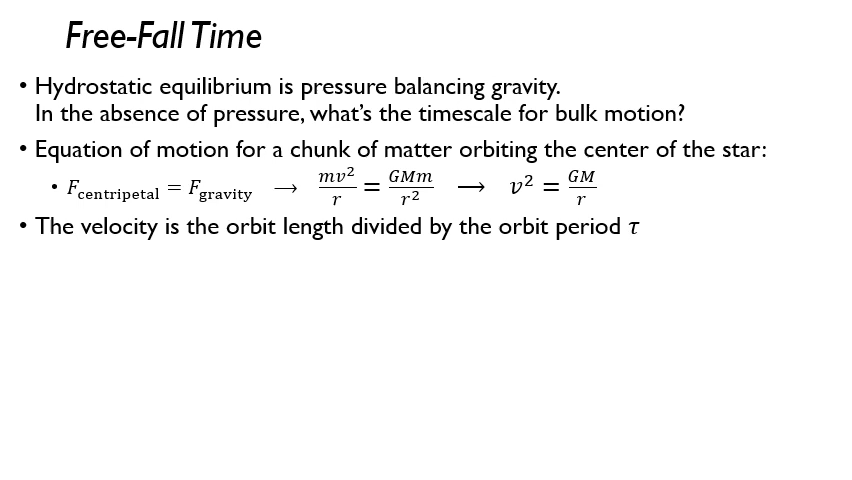 Free-Fall Time
• Hydrostatic equilibrium is pressure balancing gravity.
In the absence of pressure, what's the timescale for bulk motion?
• Equation of motion for a chunk of matter orbiting the center of the star:
• F_centripetal = F_gravity → mv²/r = GMm/r² → v² = GM/r
• The velocity is the orbit length divided by the orbit period τ